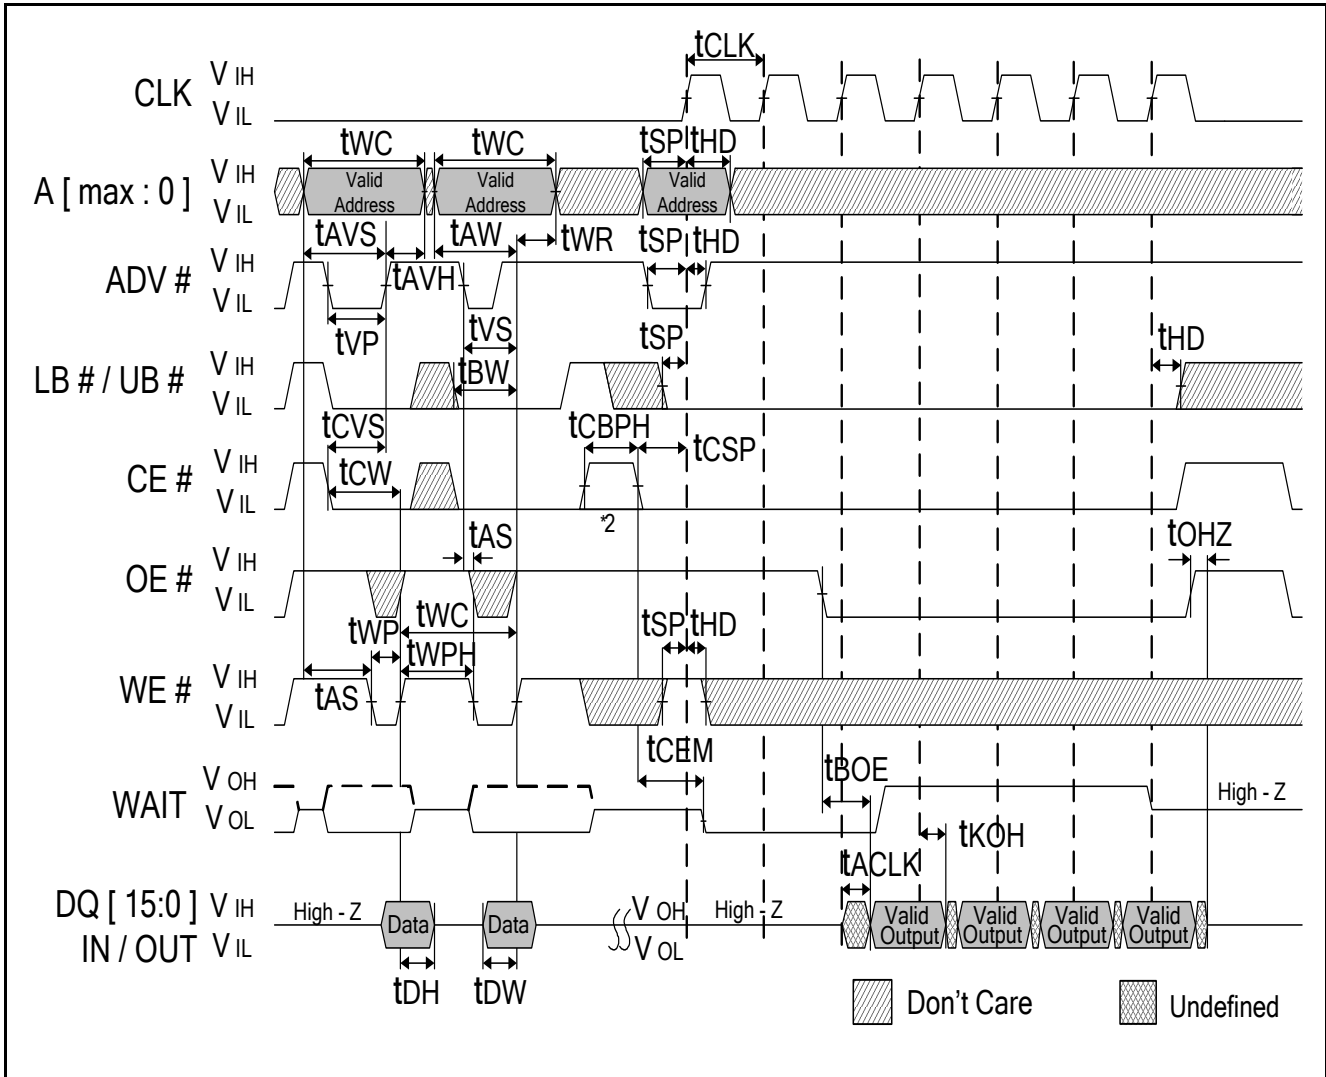 tCLK
CLK V IH
V IL
tWC tWC tSP tHD
A [ max : 0 ] V IH
V IL
Valid Address Valid Address Valid Address
tAVS tAW tWR tSP tHD
ADV # V IH
V IL
tAVH
tVP tVS tSP tHD
LB # / UB # V IH
V IL
tBW
tCVS tCBPH tCSP
CE # V IH
V IL
tCW
*2
tAS tOHZ
OE # V IH
V IL
tWP tWC tSP tHD
tWPH
WE # V IH
V IL
tAS
tCEM tBOE
WAIT V OH
V OL
High - Z
tKOH
tACLK
DQ [ 15:0 ] V IH
IN / OUT V IL
High - Z Data Data V OH
V OL
High - Z Valid Output Valid Output Valid Output Valid Output
tDH tDW
Don't Care Undefined